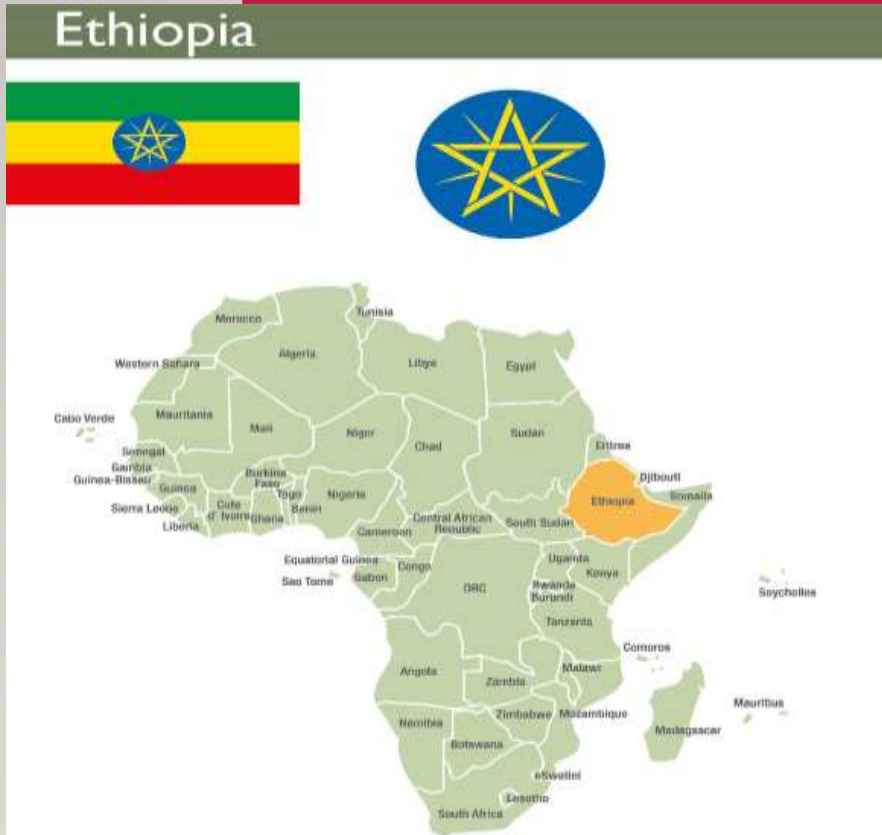 Ethiopia
Tunisia
Morocco
Algeria
Libya
Egypt
Western Sahara
Mauritania
Cabo Verde
Mali
Niger
Chad
Sudan
Eritrea
Senegal
Gambia
Guinea-Bissau
Guinea
Burkina
Faso
Togo
Benin
Nigeria
Djibouti
Somalia
Ethiopia
Sierra Leone
Liberia
Cote
d' Ivoire
Ghana
Cameroon
Central African
Republic
South Sudan
Equatorial Guinea
Sao Tome
Gabon
Congo
DRC
Uganda
Kenya
Rwanda
Burundi
Seychelles
Tanzania
Comoros
Angola
Zambia
Malawi
Mozambique
Zimbabwe
Mauritius
Madagascar
Namibia
Botswana
eSwatini
Lesotho
South Africa